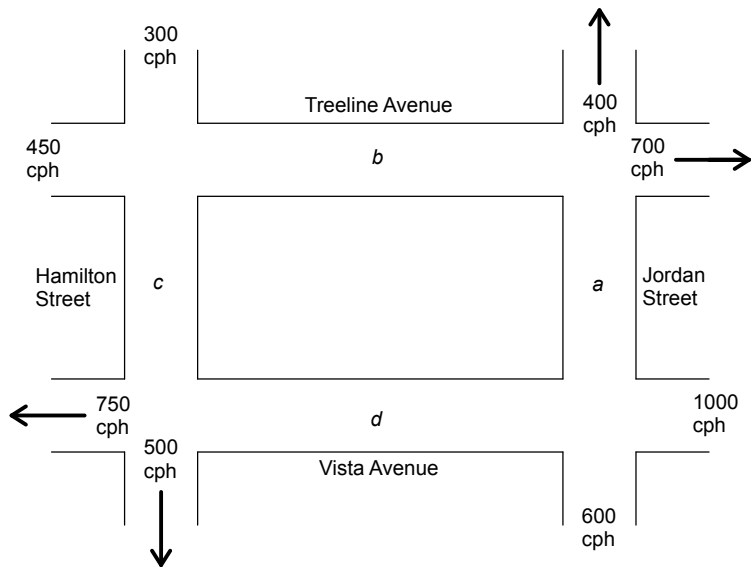 300
cph
Treeline Avenue
400
cph
450
cph
b
700
cph
Hamilton
Street
c
a
Jordan
Street
750
cph
d
1000
cph
500
cph
Vista Avenue
600
cph